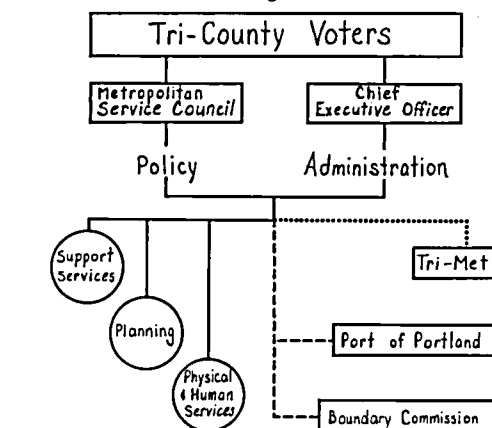 Tri-County Voters
Metropolitan
Service Council
Chief
Executive Officer
Policy
Administration
Support
Services
Tri-Met
Planning
Port of Portland
Physical
& Human
Services
Boundary Commission